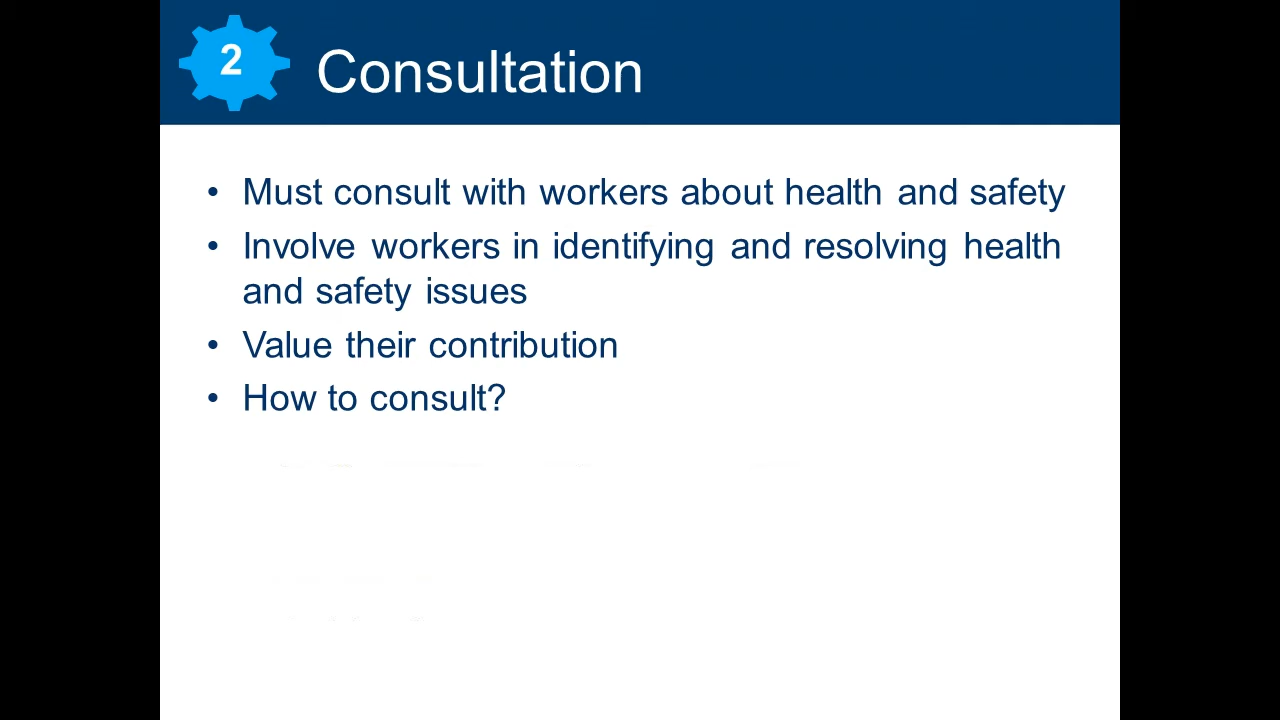 2
Consultation
• Must consult with workers about health and safety
• Involve workers in identifying and resolving health
and safety issues
• Value their contribution
• How to consult?